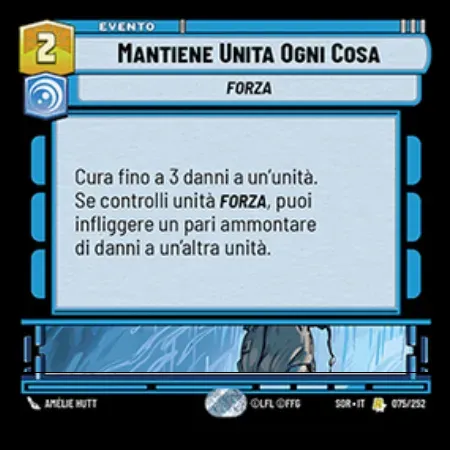 EVENTO
2
MANTIENE UNITA OGNI COSA
FORZA
Cura fino a 3 danni a un'unità.
Se controlli unità FORZA, puoi
infliggere un pari ammontare
di danni a un'altra unità.
AMÉLIE HUTT
©LFL ©FFG
SOR • IT
075/252